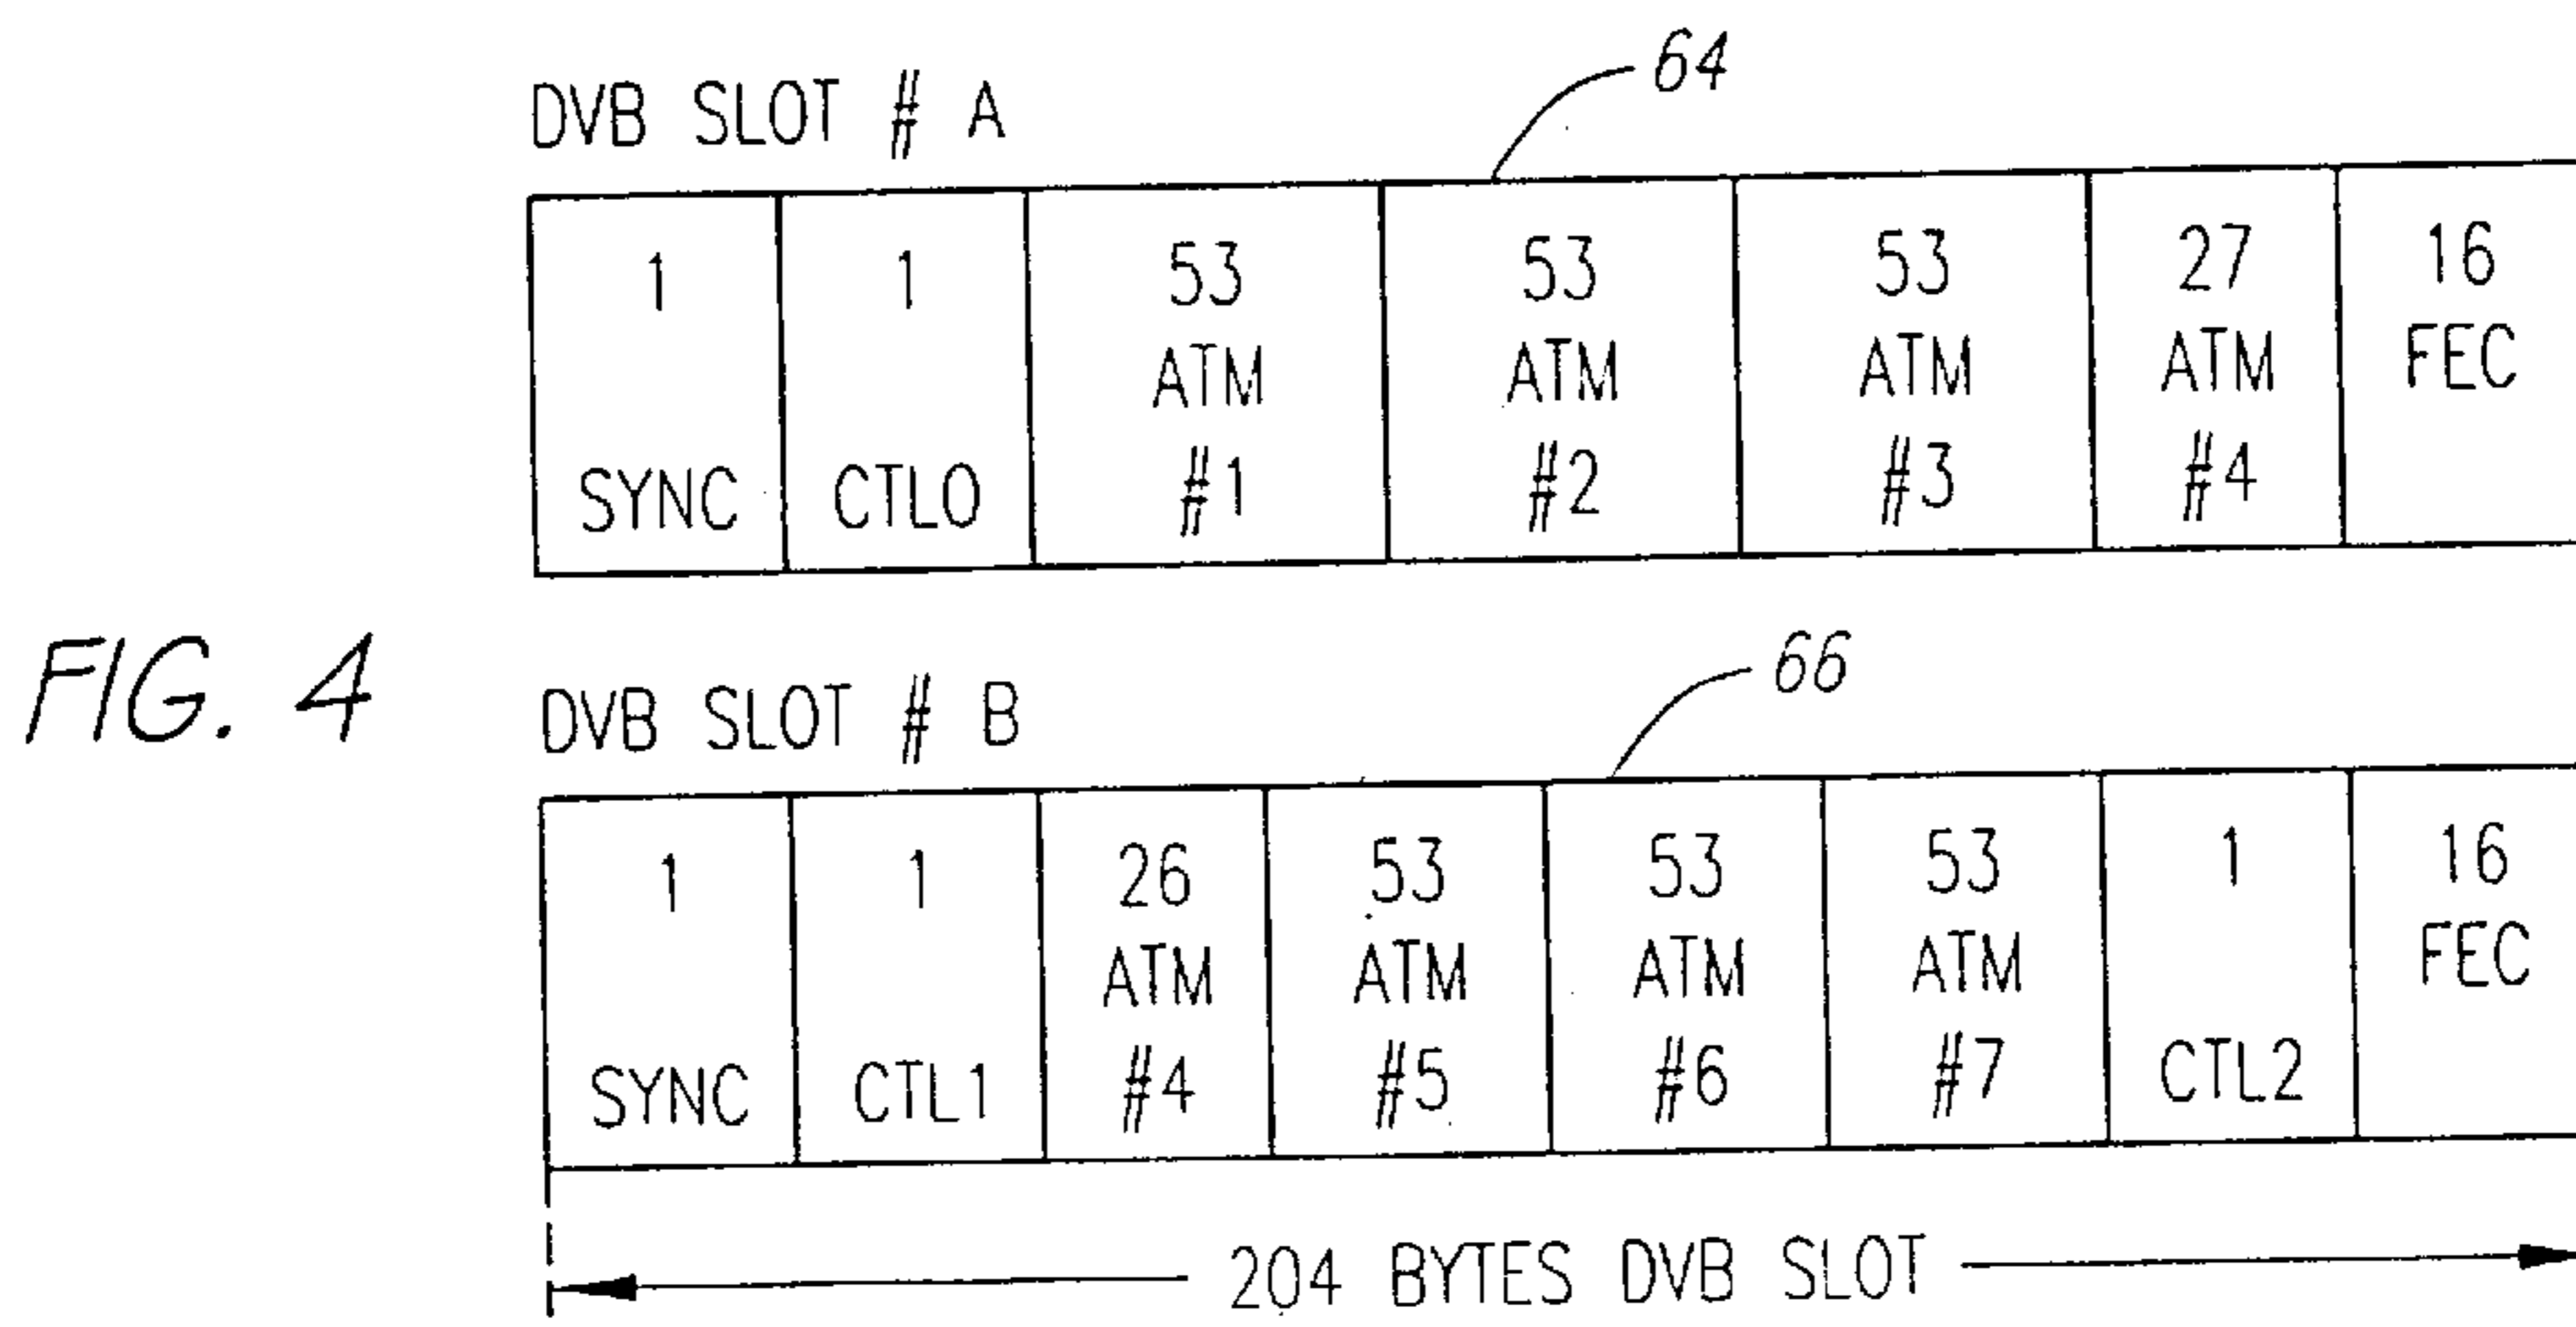 DVB SLOT # A
64
1 SYNC
1 CTL0
53 ATM #1
53 ATM #2
53 ATM #3
27 ATM #4
16 FEC
FIG. 4
DVB SLOT # B
66
1 SYNC
1 CTL1
26 ATM #4
53 ATM #5
53 ATM #6
53 ATM #7
1 CTL2
16 FEC
204 BYTES DVB SLOT